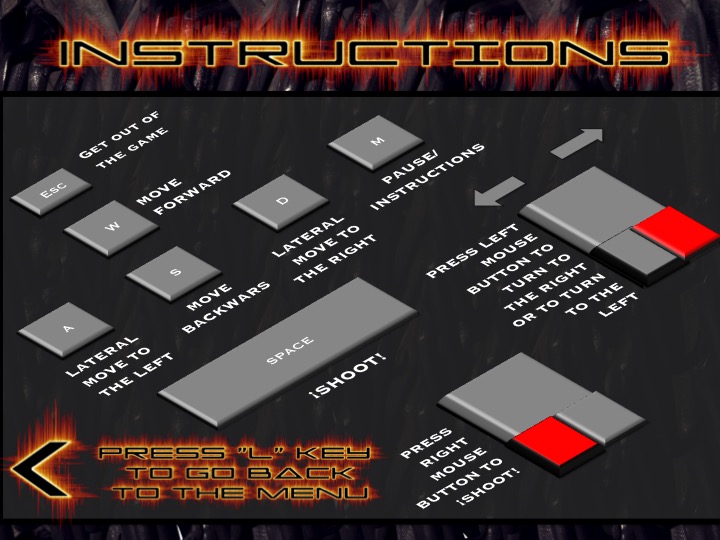 INSTRUCTIONS
ESC
GET OUT OF
THE GAME
W
MOVE
FORWARD
S
MOVE
BACKWARS
A
LATERAL
MOVE TO
THE LEFT
D
LATERAL
MOVE TO
THE RIGHT
M
PAUSE/
INSTRUCTIONS
SPACE
¡SHOOT!
PRESS LEFT
MOUSE
BUTTON TO
TURN TO
THE RIGHT
OR TO TURN
TO THE
LEFT
PRESS
RIGHT
MOUSE
BUTTON TO
¡SHOOT!
PRESS "L" KEY
TO GO BACK
TO THE MENU